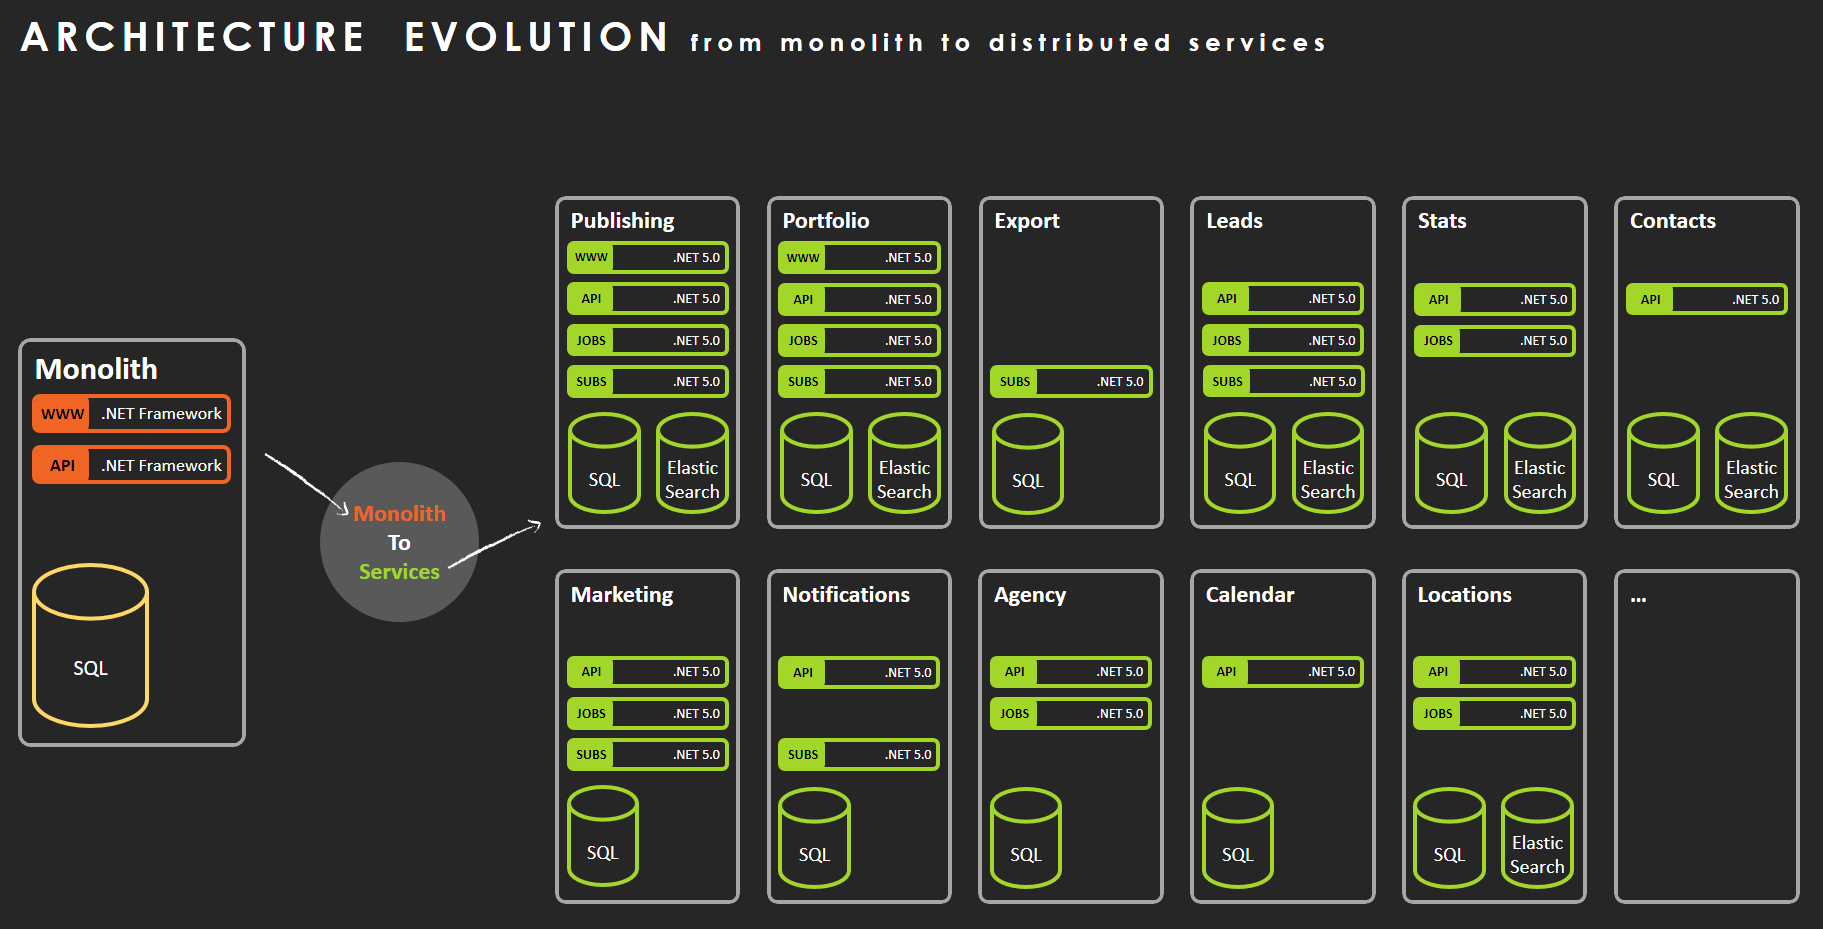 ARCHITECTURE EVOLUTION from monolith to distributed services
Monolith
WWW .NET Framework
API .NET Framework
SQL
Monolith
To
Services
Publishing
WWW .NET 5.0
API .NET 5.0
JOBS .NET 5.0
SUBS .NET 5.0
SQL
Elastic
Search
Portfolio
WWW .NET 5.0
API .NET 5.0
JOBS .NET 5.0
SUBS .NET 5.0
SQL
Elastic
Search
Export
SUBS .NET 5.0
SQL
Leads
API .NET 5.0
JOBS .NET 5.0
SUBS .NET 5.0
SQL
Elastic
Search
Stats
API .NET 5.0
JOBS .NET 5.0
SQL
Elastic
Search
Contacts
API .NET 5.0
SQL
Elastic
Search
Marketing
API .NET 5.0
JOBS .NET 5.0
SUBS .NET 5.0
SQL
Notifications
API .NET 5.0
SUBS .NET 5.0
SQL
Agency
API .NET 5.0
JOBS .NET 5.0
SQL
Calendar
API .NET 5.0
SQL
Locations
API .NET 5.0
JOBS .NET 5.0
SQL
Elastic
Search
...